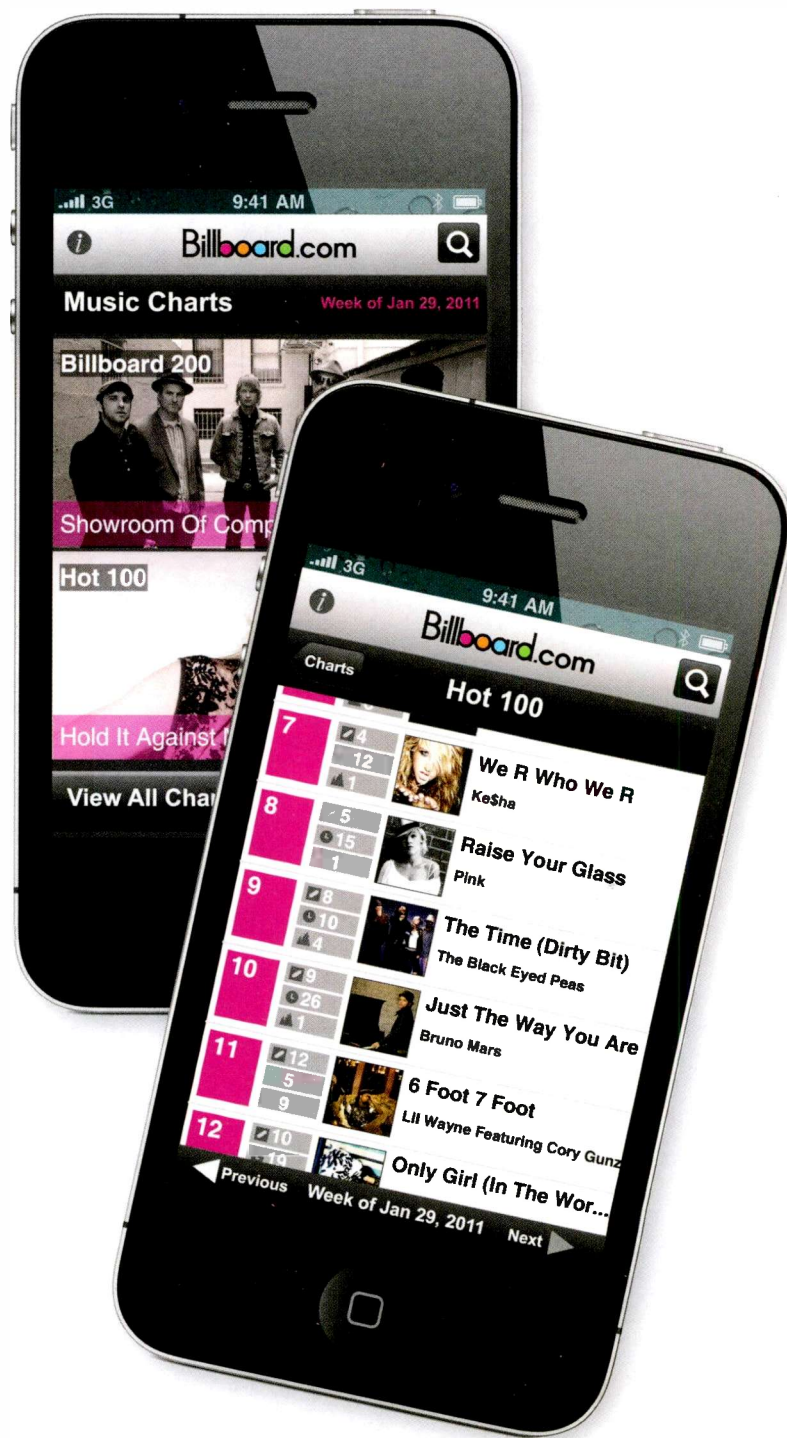 3G 9:41 AM
i Billboard.com
Music Charts Week of Jan 29, 2011
Billboard 200
Showroom Of Comp
Hot 100
Hold It Against
View All Char
3G 9:41 AM
i Billboard.com
Charts Hot 100
7 4 12 1 We R Who We R
Ke$ha
8 5 15 1 Raise Your Glass
Pink
9 8 10 4 The Time (Dirty Bit)
The Black Eyed Peas
10 9 26 1 Just The Way You Are
Bruno Mars
11 12 5 9 6 Foot 7 Foot
Lil Wayne Featuring Cory Gunz
12 10 19 Only Girl (In The Wor...
Previous Week of Jan 29, 2011 Next